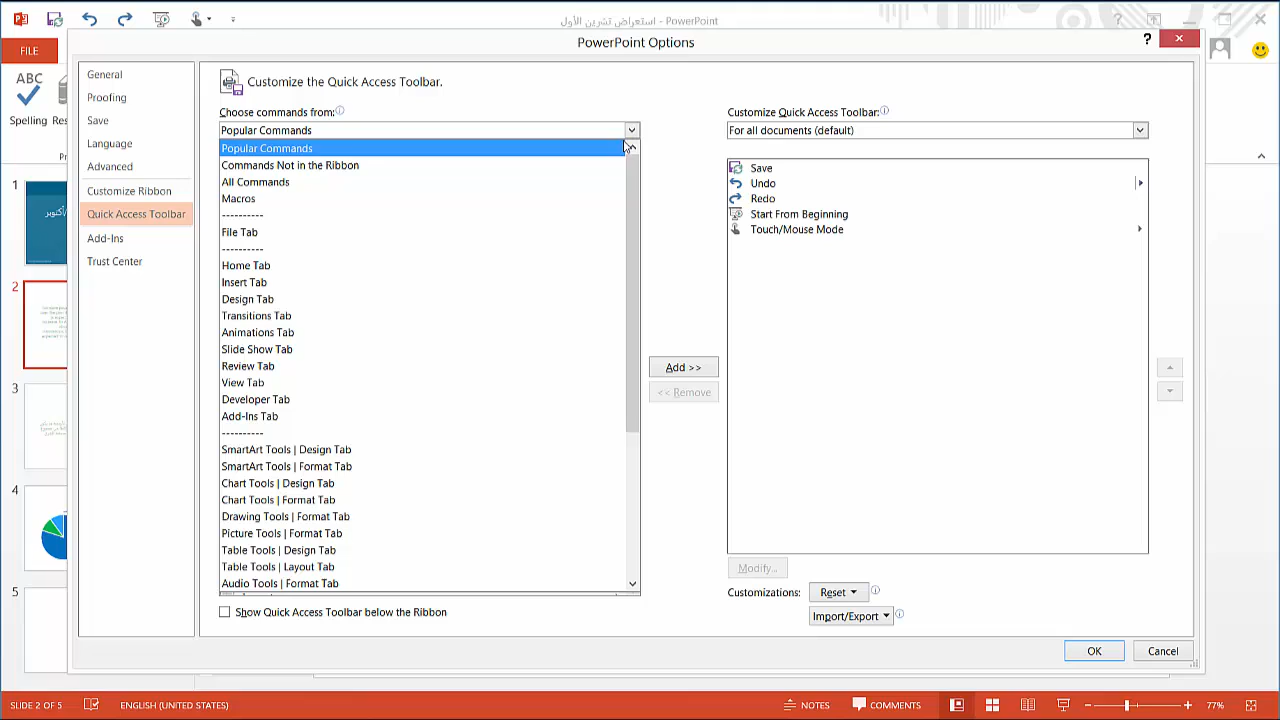 استعراض تشرين الأول - PowerPoint
FILE
PowerPoint Options
ABC
Spelling
General
Proofing
Save
Language
Advanced
Customize Ribbon
Quick Access Toolbar
Add-Ins
Trust Center
Customize the Quick Access Toolbar.
Choose commands from:
Popular Commands
Popular Commands
Commands Not in the Ribbon
All Commands
Macros
----------
File Tab
----------
Home Tab
Insert Tab
Design Tab
Transitions Tab
Animations Tab
Slide Show Tab
Review Tab
View Tab
Developer Tab
Add-Ins Tab
----------
SmartArt Tools | Design Tab
SmartArt Tools | Format Tab
Chart Tools | Design Tab
Chart Tools | Format Tab
Drawing Tools | Format Tab
Picture Tools | Format Tab
Table Tools | Design Tab
Table Tools | Layout Tab
Audio Tools | Format Tab
Show Quick Access Toolbar below the Ribbon
Add >>
<< Remove
Customize Quick Access Toolbar:
For all documents (default)
Save
Undo
Redo
Start From Beginning
Touch/Mouse Mode
Modify...
Customizations:
Reset
Import/Export
OK
Cancel
1
2
3
4
5
SLIDE 2 OF 5
ENGLISH (UNITED STATES)
NOTES
COMMENTS
77%